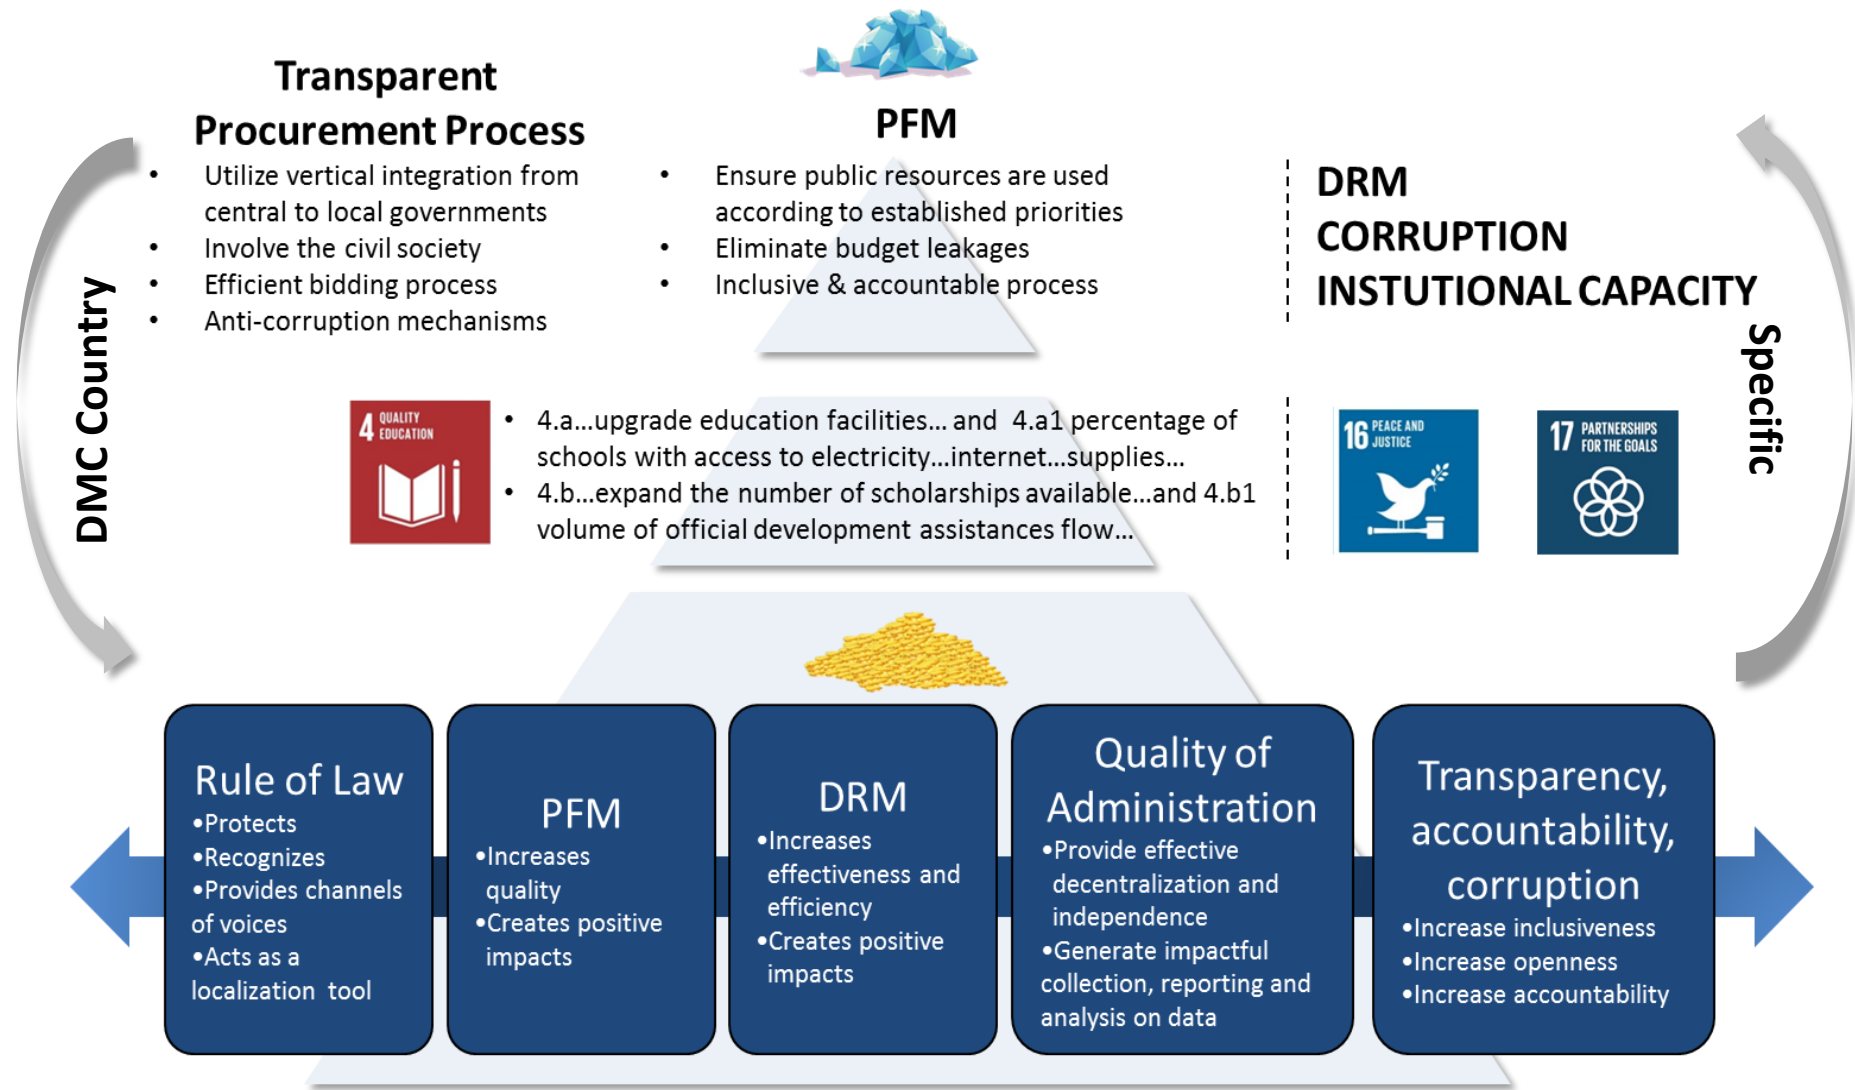 Transparent
Procurement Process
• Utilize vertical integration from
central to local governments
• Involve the civil society
• Efficient bidding process
• Anti-corruption mechanisms
PFM
• Ensure public resources are used
according to established priorities
• Eliminate budget leakages
• Inclusive & accountable process
DRM
CORRUPTION
INSTUTIONAL CAPACITY
DMC Country
Specific
4 QUALITY
EDUCATION
• 4.a...upgrade education facilities... and 4.a1 percentage of
schools with access to electricity...internet...supplies...
• 4.b...expand the number of scholarships available...and 4.b1
volume of official development assistances flow...
16 PEACE AND
JUSTICE
17 PARTNERSHIPS
FOR THE GOALS
Rule of Law
•Protects
•Recognizes
•Provides channels
of voices
•Acts as a
localization tool
PFM
•Increases
quality
•Creates positive
impacts
DRM
•Increases
effectiveness and
efficiency
•Creates positive
impacts
Quality of
Administration
•Provide effective
decentralization and
independence
•Generate impactful
collection, reporting and
analysis on data
Transparency,
accountability,
corruption
•Increase inclusiveness
•Increase openness
•Increase accountability